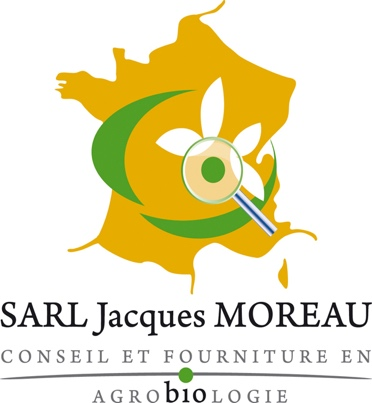 SARL Jacques MOREAU
CONSEIL ET FOURNITURE EN
AGROBIOLOGIE